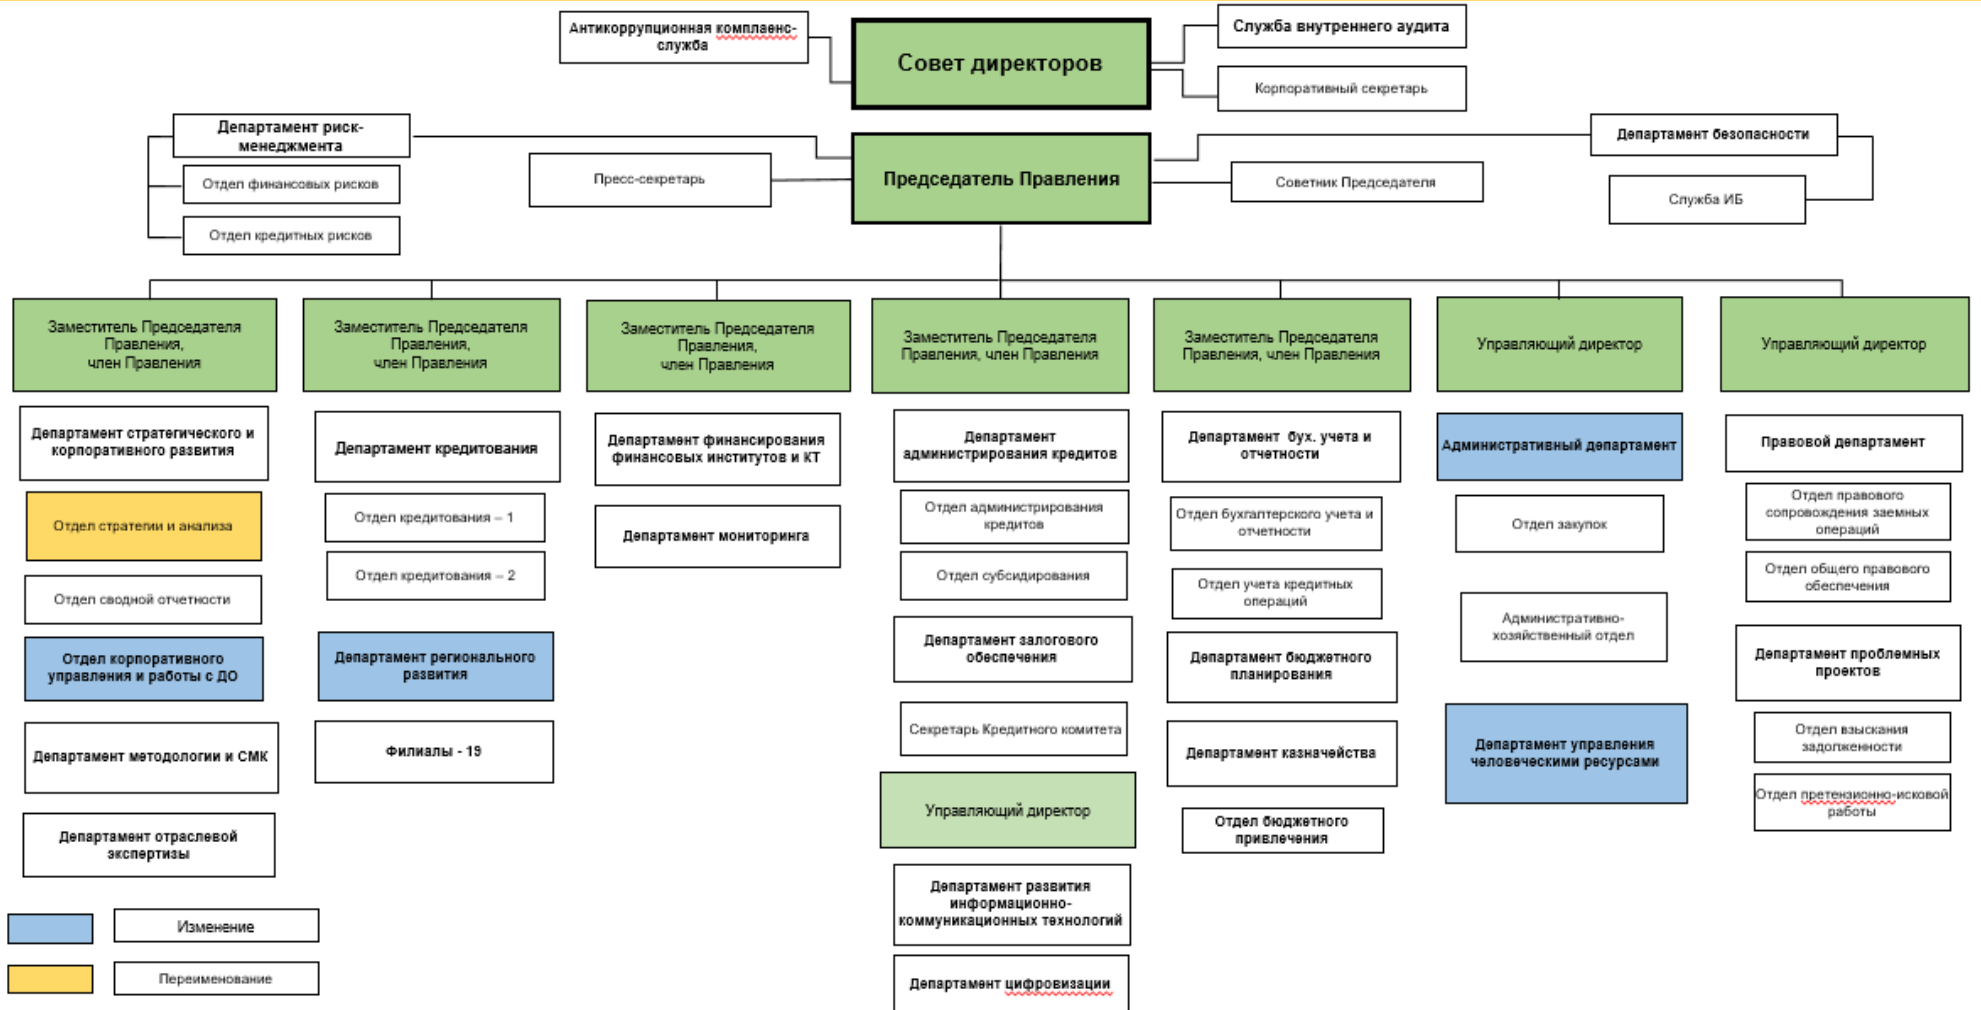 Антикоррупционная комплаенс-
служба
Совет директоров
Служба внутреннего аудита
Корпоративный секретарь
Департамент риск-
менеджмента
Отдел финансовых рисков
Отдел кредитных рисков
Пресс-секретарь
Председатель Правления
Советник Председателя
Департамент безопасности
Служба ИБ
Заместитель Председателя
Правления,
член Правления
Департамент стратегического и
корпоративного развития
Отдел стратегии и анализа
Отдел сводной отчетности
Отдел корпоративного
управления и работы с ДО
Департамент методологии и СМК
Департамент отраслевой
экспертизы
Заместитель Председателя
Правления,
член Правления
Департамент кредитования
Отдел кредитования – 1
Отдел кредитования – 2
Департамент регионального
развития
Филиалы - 19
Заместитель Председателя
Правления,
член Правления
Департамент финансирования
финансовых институтов и КТ
Департамент мониторинга
Заместитель Председателя
Правления, член Правления
Департамент
администрирования кредитов
Отдел администрирования
кредитов
Отдел субсидирования
Департамент залогового
обеспечения
Секретарь Кредитного комитета
Управляющий директор
Департамент развития
информационно-
коммуникационных технологий
Департамент цифровизации
Заместитель Председателя
Правления, член Правления
Департамент бух. учета и
отчетности
Отдел бухгалтерского учета и
отчетности
Отдел учета кредитных
операций
Департамент бюджетного
планирования
Департамент казначейства
Отдел бюджетного
привлечения
Управляющий директор
Административный департамент
Отдел закупок
Административно-
хозяйственный отдел
Департамент управления
человеческими ресурсами
Управляющий директор
Правовой департамент
Отдел правового
сопровождения заемных
операций
Отдел общего правового
обеспечения
Департамент проблемных
проектов
Отдел взыскания
задолженности
Отдел претензионно-исковой
работы
Изменение
Переименование